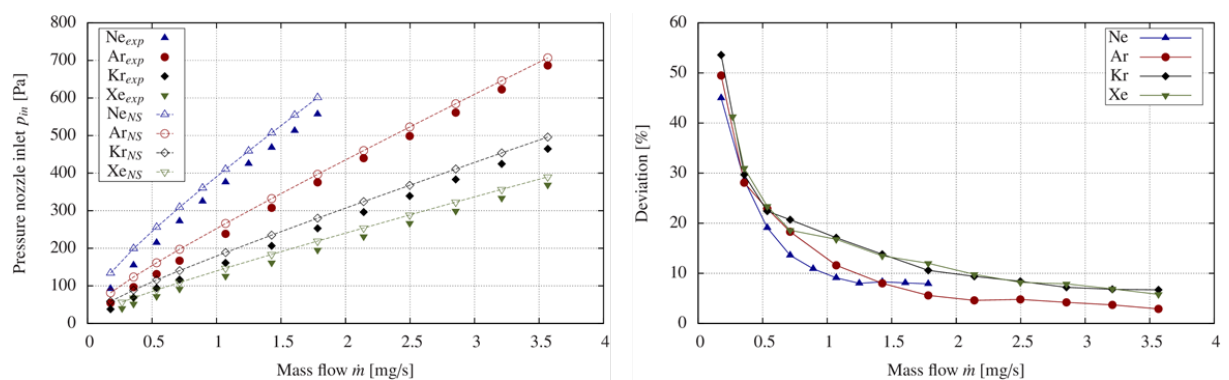 800
700
600
500
400
300
200
100
0
Pressure nozzle inlet p_in [Pa]
Ne_exp
Ar_exp
Kr_exp
Xe_exp
Ne_NS
Ar_NS
Kr_NS
Xe_NS
0 0.5 1 1.5 2 2.5 3 3.5 4
Mass flow ṁ [mg/s]
60
50
40
30
20
10
0
Deviation [%]
Ne
Ar
Kr
Xe
0 0.5 1 1.5 2 2.5 3 3.5 4
Mass flow ṁ [mg/s]